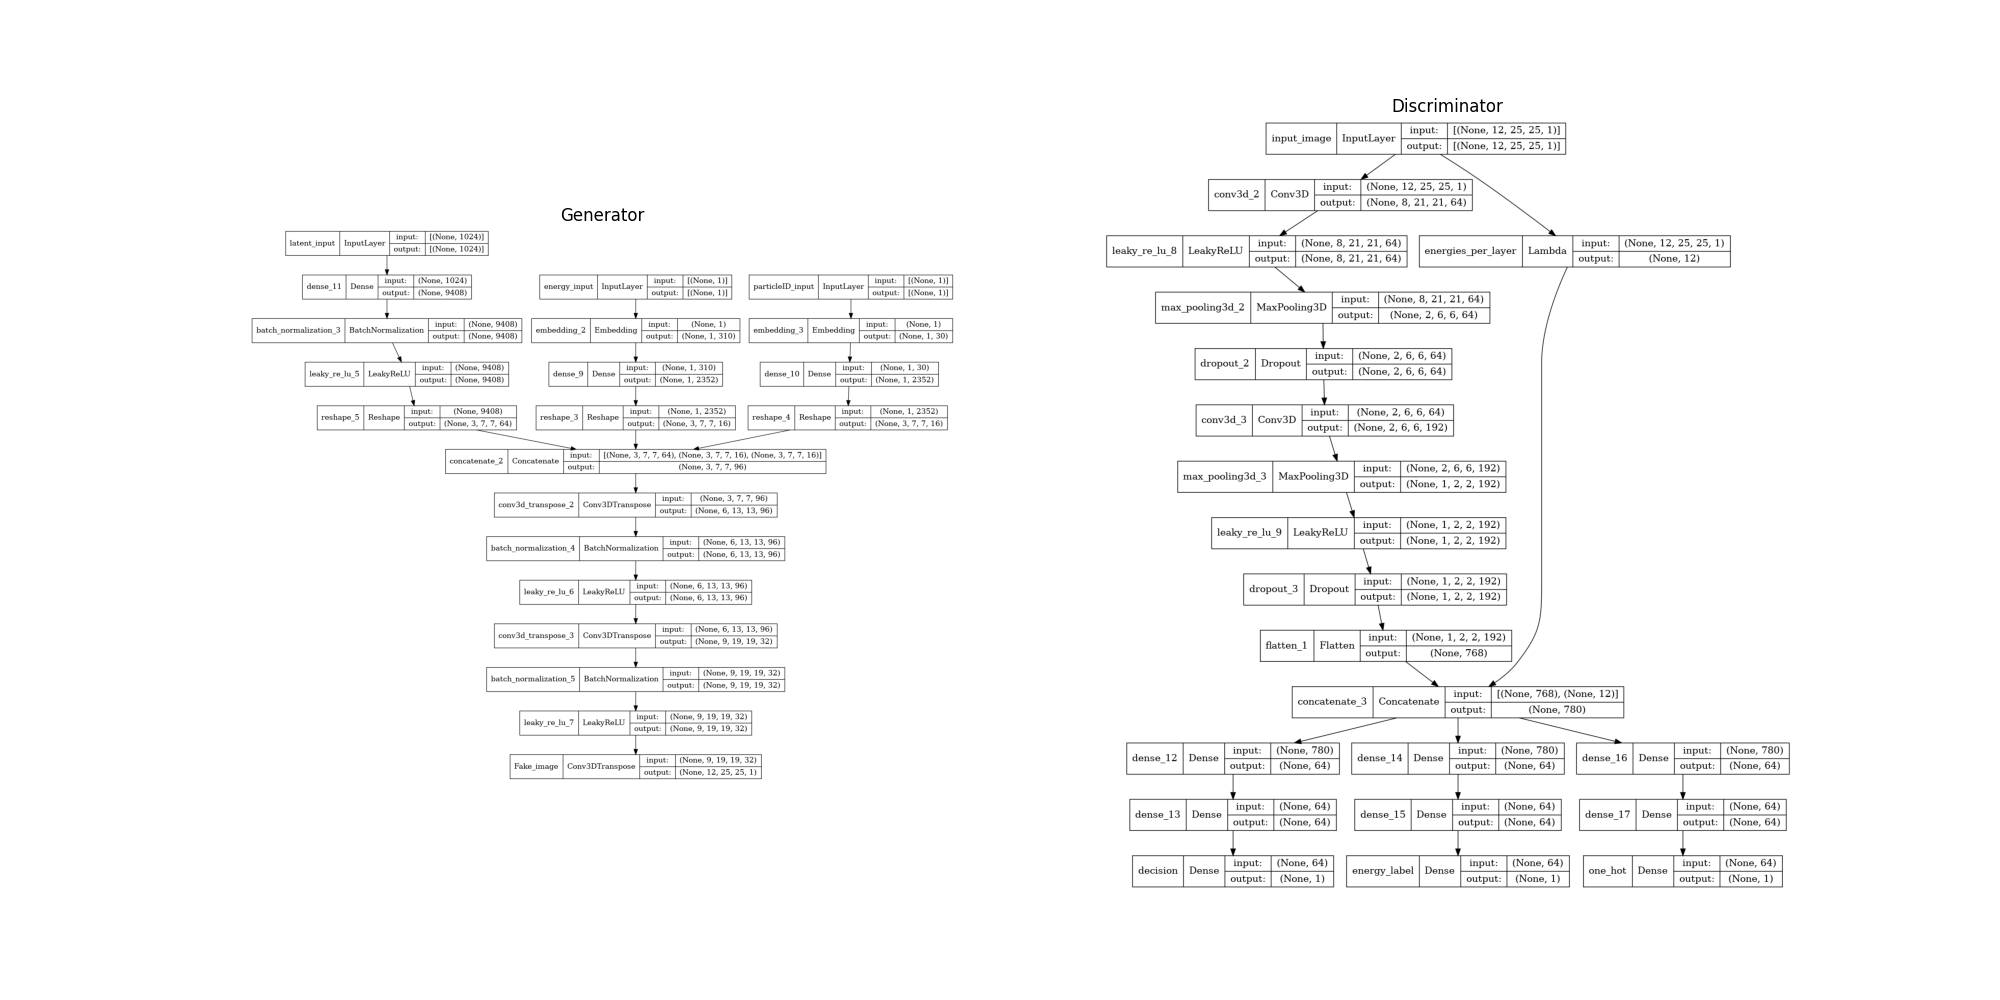 Generator
latent_input InputLayer input: [(None, 1024)]
output: [(None, 1024)]
dense_11 Dense input: (None, 1024)
output: (None, 9408)
energy_input InputLayer input: [(None, 1)]
output: [(None, 1)]
particleID_input InputLayer input: [(None, 1)]
output: [(None, 1)]
batch_normalization_3 BatchNormalization input: (None, 9408)
output: (None, 9408)
embedding_2 Embedding input: (None, 1)
output: (None, 1, 310)
embedding_3 Embedding input: (None, 1)
output: (None, 1, 30)
leaky_re_lu_5 LeakyReLU input: (None, 9408)
output: (None, 9408)
dense_9 Dense input: (None, 1, 310)
output: (None, 1, 2352)
dense_10 Dense input: (None, 1, 30)
output: (None, 1, 2352)
reshape_5 Reshape input: (None, 9408)
output: (None, 3, 7, 7, 64)
reshape_3 Reshape input: (None, 1, 2352)
output: (None, 3, 7, 7, 16)
reshape_4 Reshape input: (None, 1, 2352)
output: (None, 3, 7, 7, 16)
concatenate_2 Concatenate input: [(None, 3, 7, 7, 64), (None, 3, 7, 7, 16), (None, 3, 7, 7, 16)]
output: (None, 3, 7, 7, 96)
conv3d_transpose_2 Conv3DTranspose input: (None, 3, 7, 7, 96)
output: (None, 6, 13, 13, 96)
batch_normalization_4 BatchNormalization input: (None, 6, 13, 13, 96)
output: (None, 6, 13, 13, 96)
leaky_re_lu_6 LeakyReLU input: (None, 6, 13, 13, 96)
output: (None, 6, 13, 13, 96)
conv3d_transpose_3 Conv3DTranspose input: (None, 6, 13, 13, 96)
output: (None, 9, 19, 19, 32)
batch_normalization_5 BatchNormalization input: (None, 9, 19, 19, 32)
output: (None, 9, 19, 19, 32)
leaky_re_lu_7 LeakyReLU input: (None, 9, 19, 19, 32)
output: (None, 9, 19, 19, 32)
Fake_image Conv3DTranspose input: (None, 9, 19, 19, 32)
output: (None, 12, 25, 25, 1)
Discriminator
input_image InputLayer input: [(None, 12, 25, 25, 1)]
output: [(None, 12, 25, 25, 1)]
conv3d_2 Conv3D input: (None, 12, 25, 25, 1)
output: (None, 8, 21, 21, 64)
leaky_re_lu_8 LeakyReLU input: (None, 8, 21, 21, 64)
output: (None, 8, 21, 21, 64)
energies_per_layer Lambda input: (None, 12, 25, 25, 1)
output: (None, 12)
max_pooling3d_2 MaxPooling3D input: (None, 8, 21, 21, 64)
output: (None, 2, 6, 6, 64)
dropout_2 Dropout input: (None, 2, 6, 6, 64)
output: (None, 2, 6, 6, 64)
conv3d_3 Conv3D input: (None, 2, 6, 6, 64)
output: (None, 2, 6, 6, 192)
max_pooling3d_3 MaxPooling3D input: (None, 2, 6, 6, 192)
output: (None, 1, 2, 2, 192)
leaky_re_lu_9 LeakyReLU input: (None, 1, 2, 2, 192)
output: (None, 1, 2, 2, 192)
dropout_3 Dropout input: (None, 1, 2, 2, 192)
output: (None, 1, 2, 2, 192)
flatten_1 Flatten input: (None, 1, 2, 2, 192)
output: (None, 768)
concatenate_3 Concatenate input: [(None, 768), (None, 12)]
output: (None, 780)
dense_12 Dense input: (None, 780)
output: (None, 64)
dense_14 Dense input: (None, 780)
output: (None, 64)
dense_16 Dense input: (None, 780)
output: (None, 64)
dense_13 Dense input: (None, 64)
output: (None, 64)
dense_15 Dense input: (None, 64)
output: (None, 64)
dense_17 Dense input: (None, 64)
output: (None, 64)
decision Dense input: (None, 64)
output: (None, 1)
energy_label Dense input: (None, 64)
output: (None, 1)
one_hot Dense input: (None, 64)
output: (None, 1)